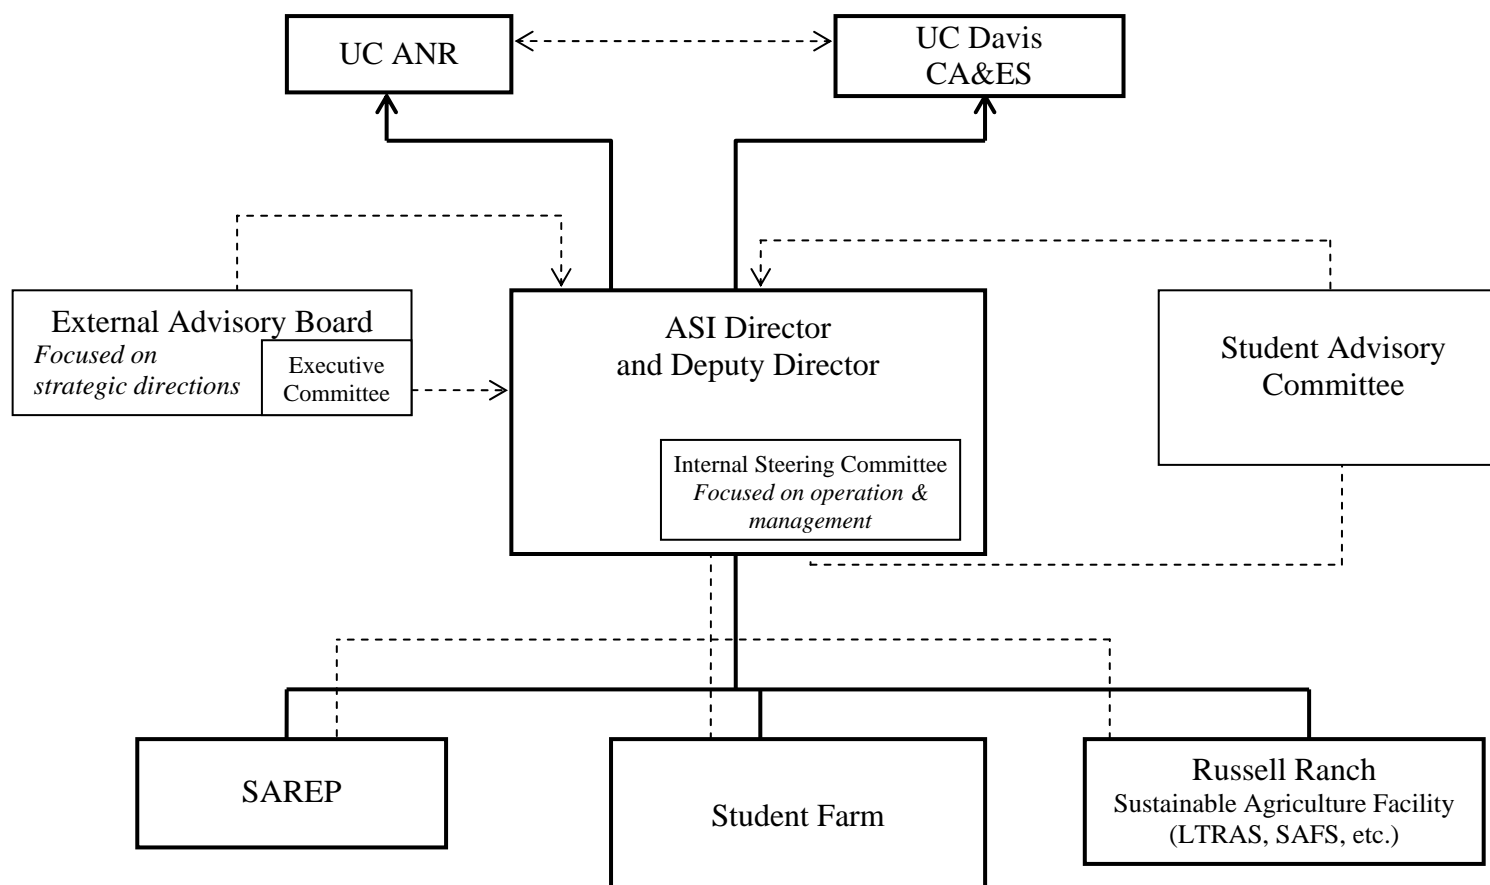 UC ANR
UC Davis
CA&ES
External Advisory Board
Focused on
strategic directions
Executive
Committee
ASI Director
and Deputy Director
Internal Steering Committee
Focused on operation &
management
Student Advisory
Committee
SAREP
Student Farm
Russell Ranch
Sustainable Agriculture Facility
(LTRAS, SAFS, etc.)